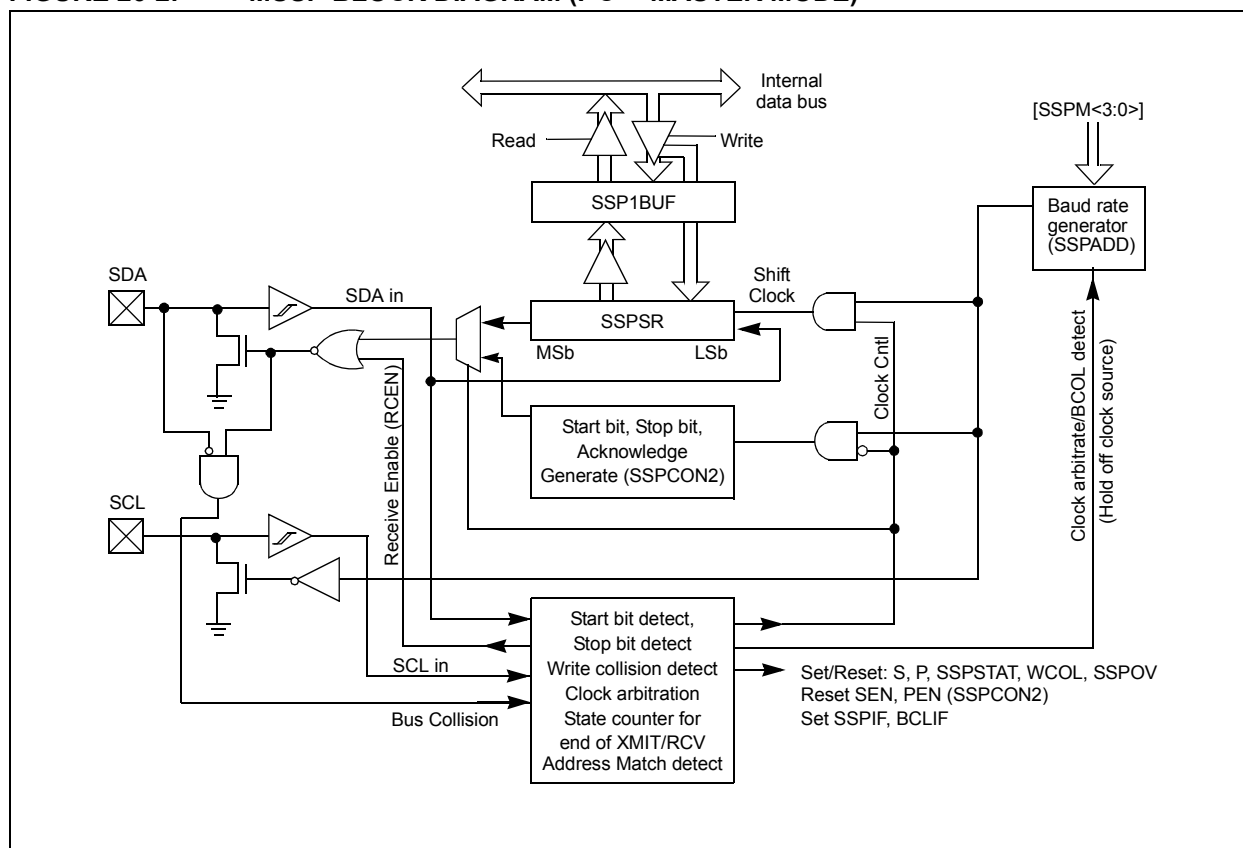 Internal
data bus
[SSPM<3:0>]
Read
Write
SSP1BUF
Baud rate
generator
(SSPADD)
SDA
SDA in
Shift
Clock
SSPSR
MSb
LSb
Clock Cntl
Clock arbitrate/BCOL detect
(Hold off clock source)
Receive Enable (RCEN)
Start bit, Stop bit,
Acknowledge
Generate (SSPCON2)
SCL
Start bit detect,
Stop bit detect
Write collision detect
Clock arbitration
State counter for
end of XMIT/RCV
Address Match detect
SCL in
Bus Collision
Set/Reset: S, P, SSPSTAT, WCOL, SSPOV
Reset SEN, PEN (SSPCON2)
Set SSPIF, BCLIF